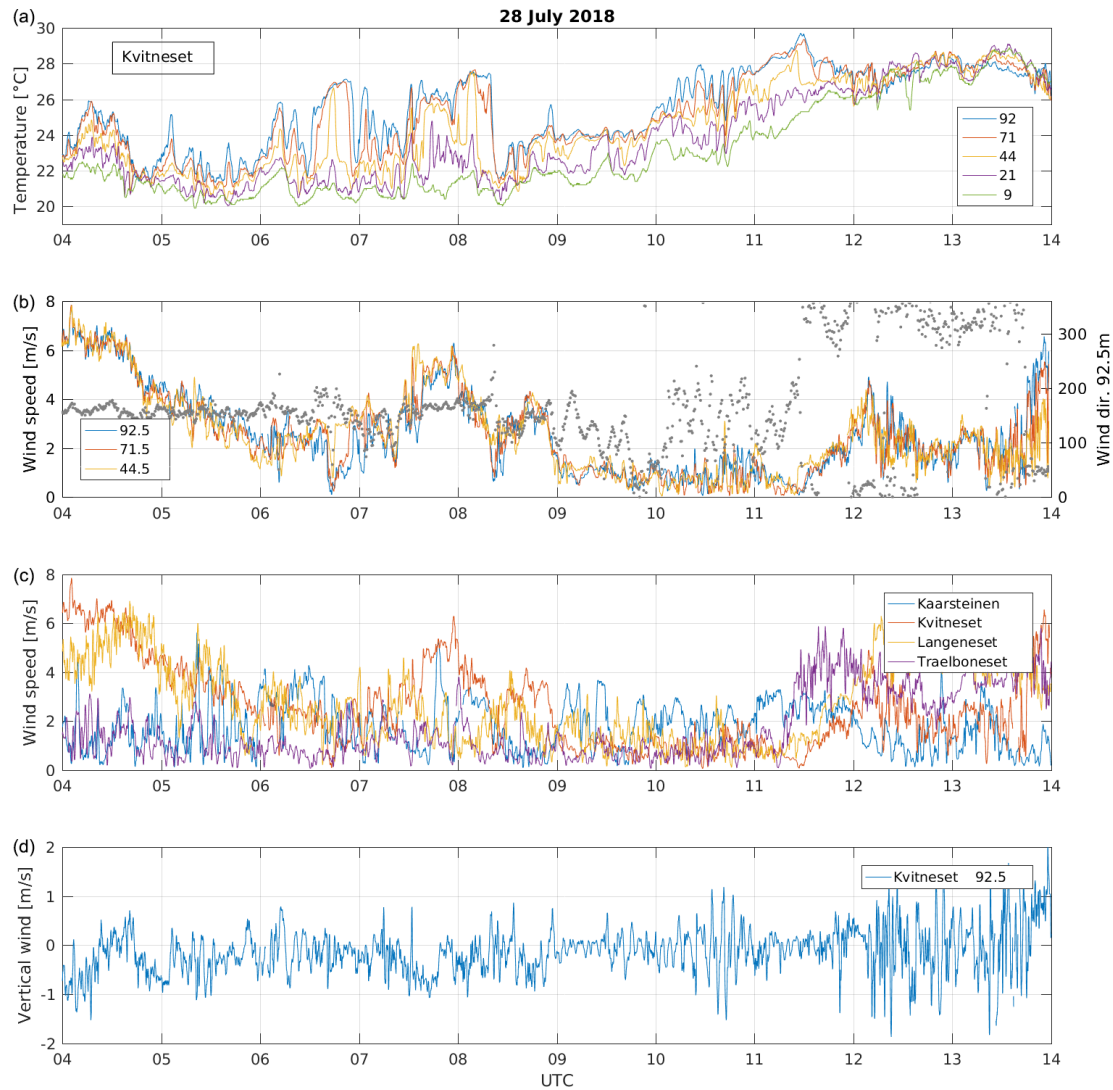 (a)
28 July 2018
Kvitneset
Temperature [°C]
30
28
26
24
22
20
92
71
44
21
9
04 05 06 07 08 09 10 11 12 13 14
(b)
Wind speed [m/s]
8
6
4
2
0
92.5
71.5
44.5
300
200
100
0
Wind dir. 92.5m
04 05 06 07 08 09 10 11 12 13 14
(c)
Wind speed [m/s]
8
6
4
2
0
Kaarsteinen
Kvitneset
Langeneset
Traelboneset
04 05 06 07 08 09 10 11 12 13 14
(d)
Vertical wind [m/s]
2
1
0
-1
-2
Kvitneset 92.5
04 05 06 07 08 09 10 11 12 13 14
UTC